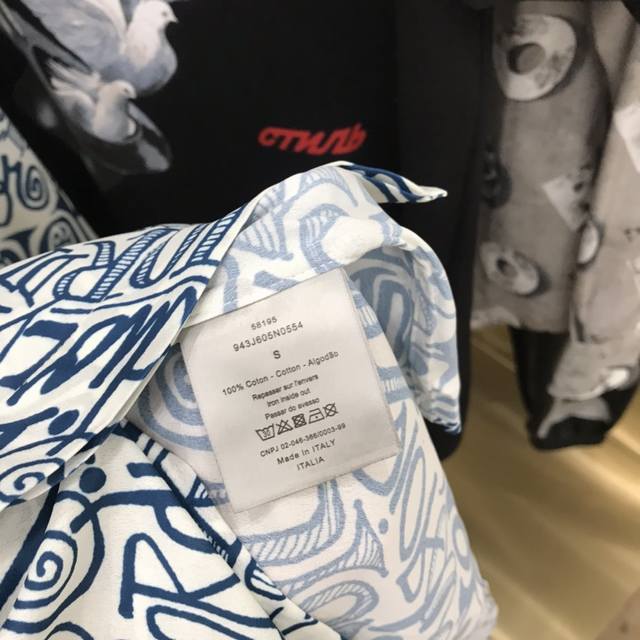 стиль
58195
943J605N0554
S
100% Coton - Cotton - Algodão
Repasser sur l'envers
Iron inside out.
Passar do avesso
CNPJ 02-046-386/0003-99
Made in ITALY
ITALIA